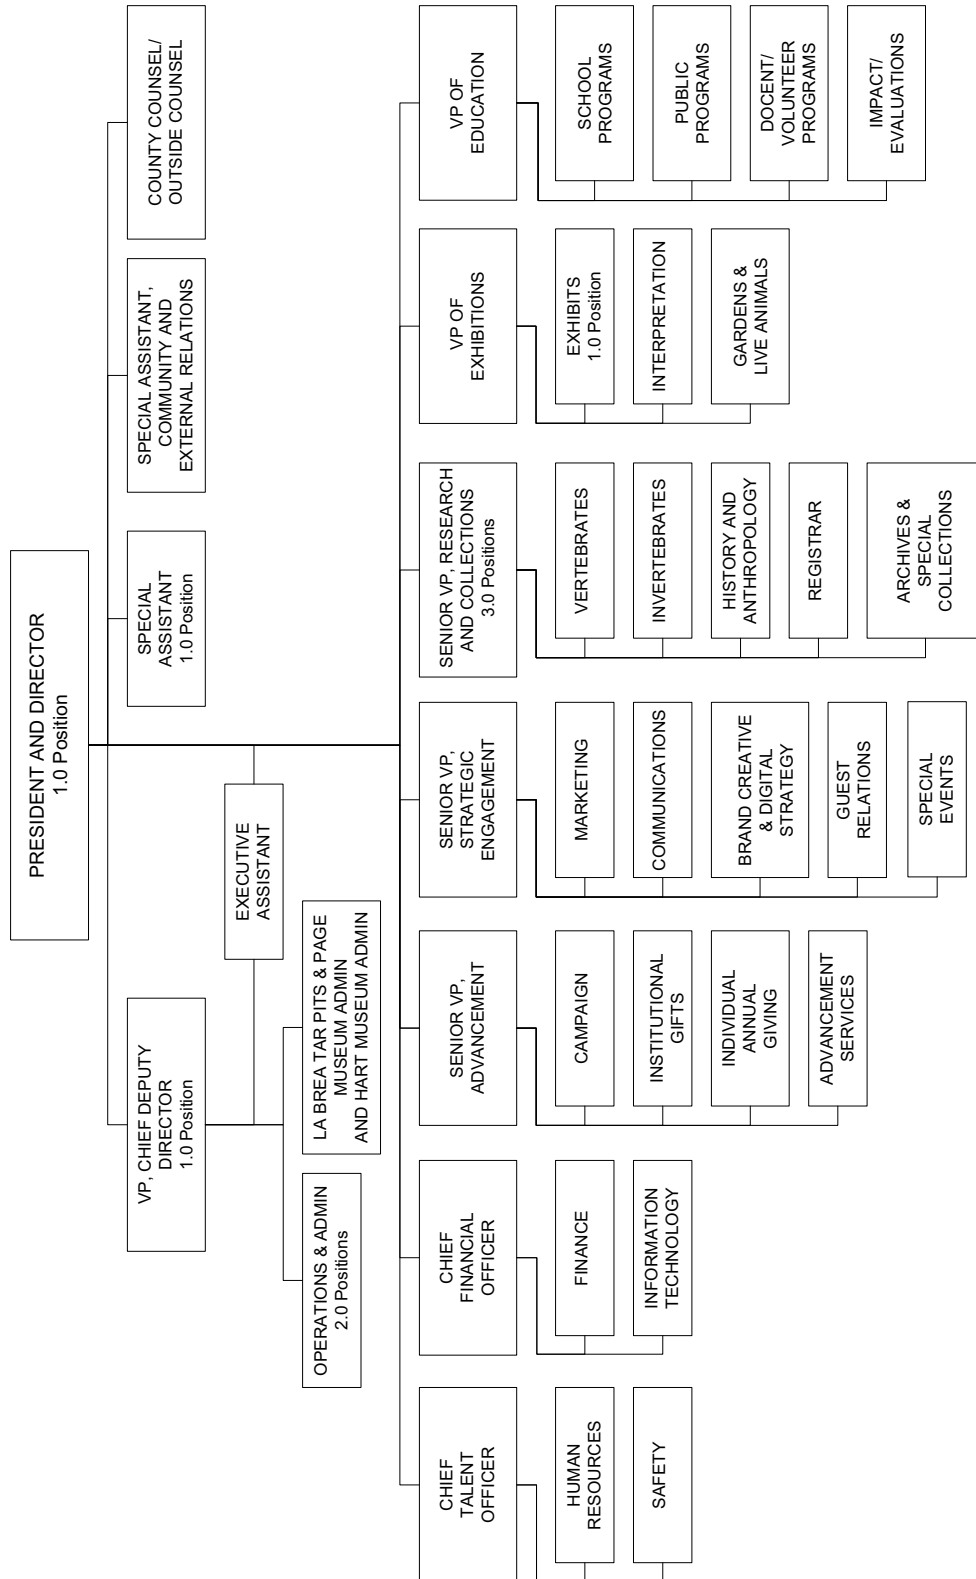 PRESIDENT AND DIRECTOR
1.0 Position
VP, CHIEF DEPUTY
DIRECTOR
1.0 Position
SPECIAL
ASSISTANT
1.0 Position
SPECIAL ASSISTANT,
COMMUNITY AND
EXTERNAL RELATIONS
COUNTY COUNSEL/
OUTSIDE COUNSEL
EXECUTIVE
ASSISTANT
OPERATIONS & ADMIN
2.0 Positions
LA BREA TAR PITS & PAGE
MUSEUM ADMIN
AND HART MUSEUM ADMIN
CHIEF
TALENT
OFFICER
HUMAN
RESOURCES
SAFETY
CHIEF
FINANCIAL
OFFICER
FINANCE
INFORMATION
TECHNOLOGY
SENIOR VP,
ADVANCEMENT
CAMPAIGN
INSTITUTIONAL
GIFTS
INDIVIDUAL
ANNUAL
GIVING
ADVANCEMENT
SERVICES
SENIOR VP,
STRATEGIC
ENGAGEMENT
MARKETING
COMMUNICATIONS
BRAND CREATIVE
& DIGITAL
STRATEGY
GUEST
RELATIONS
SPECIAL
EVENTS
SENIOR VP, RESEARCH
AND COLLECTIONS
3.0 Positions
VERTEBRATES
INVERTEBRATES
HISTORY AND
ANTHROPOLOGY
REGISTRAR
ARCHIVES &
SPECIAL
COLLECTIONS
VP OF
EXHIBITIONS
EXHIBITS
1.0 Position
INTERPRETATION
GARDENS &
LIVE ANIMALS
VP OF
EDUCATION
SCHOOL
PROGRAMS
PUBLIC
PROGRAMS
DOCENT/
VOLUNTEER
PROGRAMS
IMPACT/
EVALUATIONS